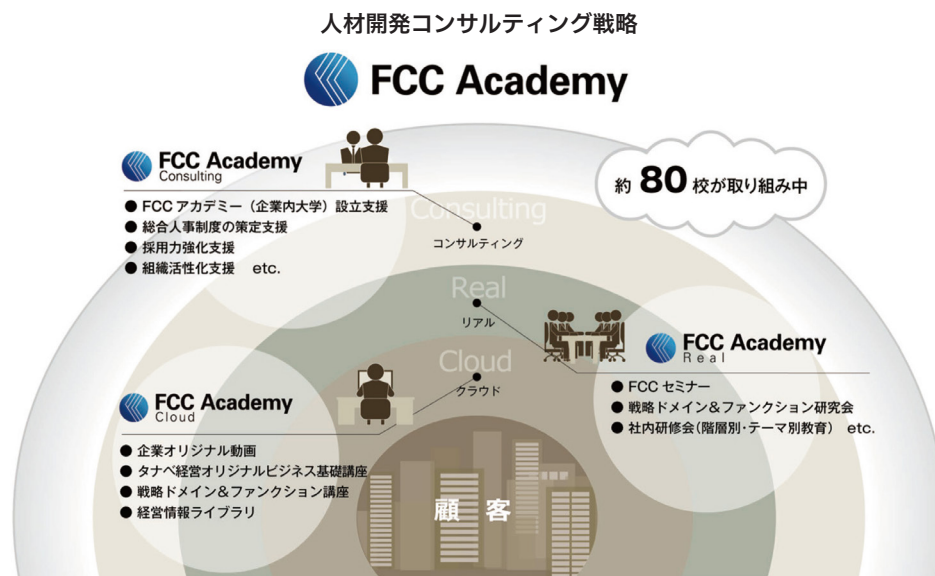 人材開発コンサルティング戦略
FCC Academy
FCC Academy
Consulting
● FCC アカデミー（企業内大学）設立支援
● 総合人事制度の策定支援
● 採用力強化支援
● 組織活性化支援 etc.
約 80 校が取り組み中
Consulting
コンサルティング
Real
リアル
FCC Academy
Real
● FCC セミナー
● 戦略ドメイン＆ファンクション研究会
● 社内研修会（階層別・テーマ別教育） etc.
Cloud
クラウド
FCC Academy
Cloud
● 企業オリジナル動画
● タナベ経営オリジナルビジネス基礎講座
● 戦略ドメイン＆ファンクション講座
● 経営情報ライブラリ
顧 客